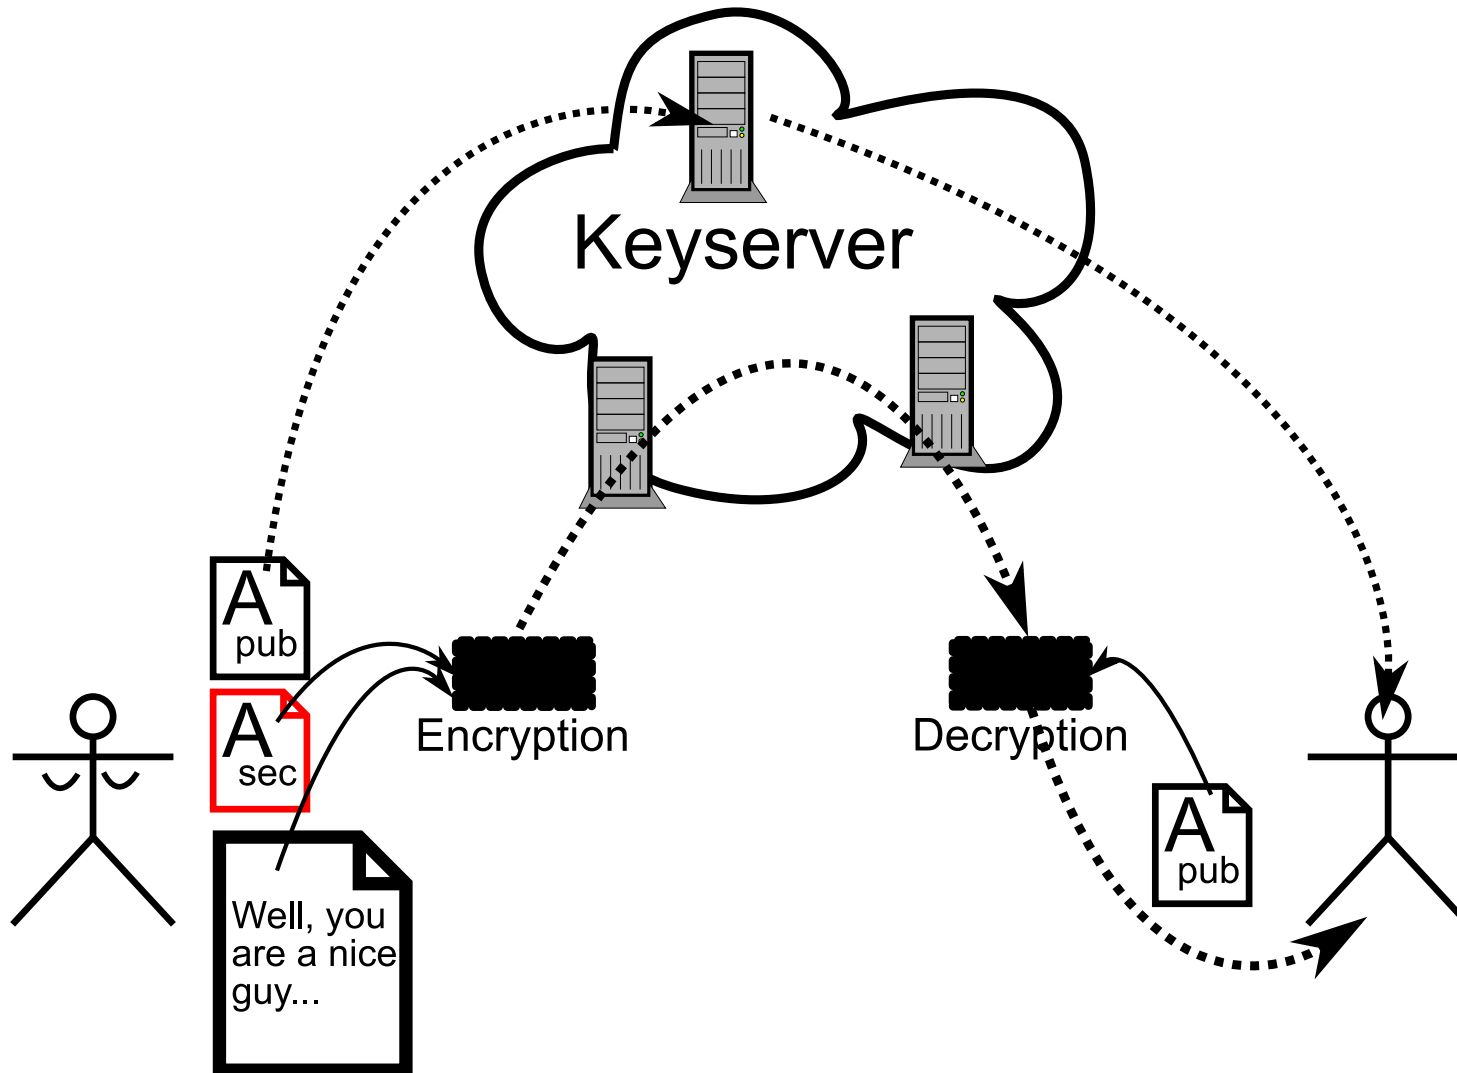 Keyserver
A
pub
A
sec
Encryption
Decryption
A
pub
Well, you
are a nice
guy...